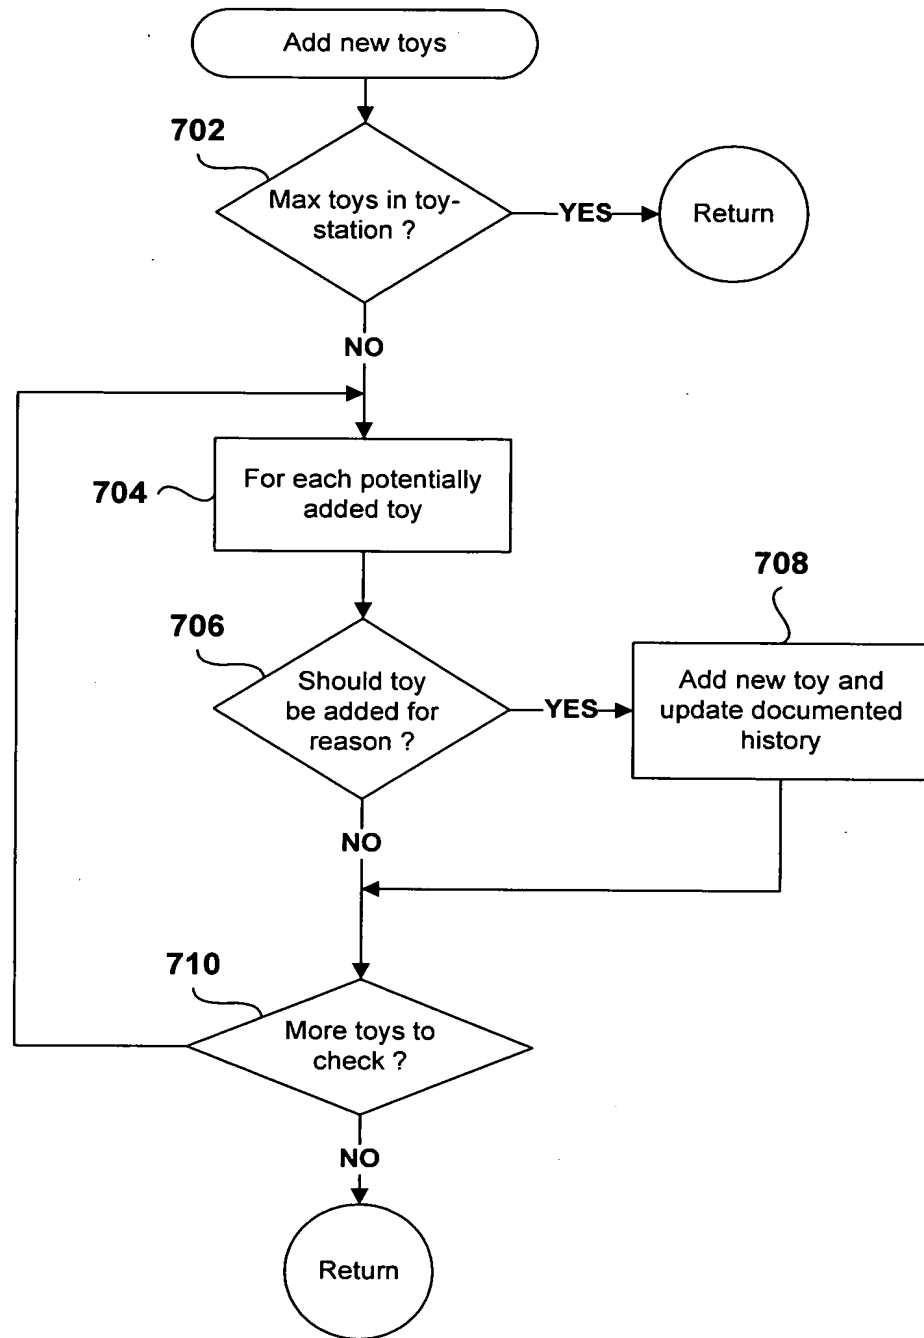 Add new toys
702
Max toys in toy-
station ?
YES
Return
NO
704
For each potentially
added toy
708
706
Should toy
be added for
reason ?
YES
Add new toy and
update documented
history
NO
710
More toys to
check ?
NO
Return